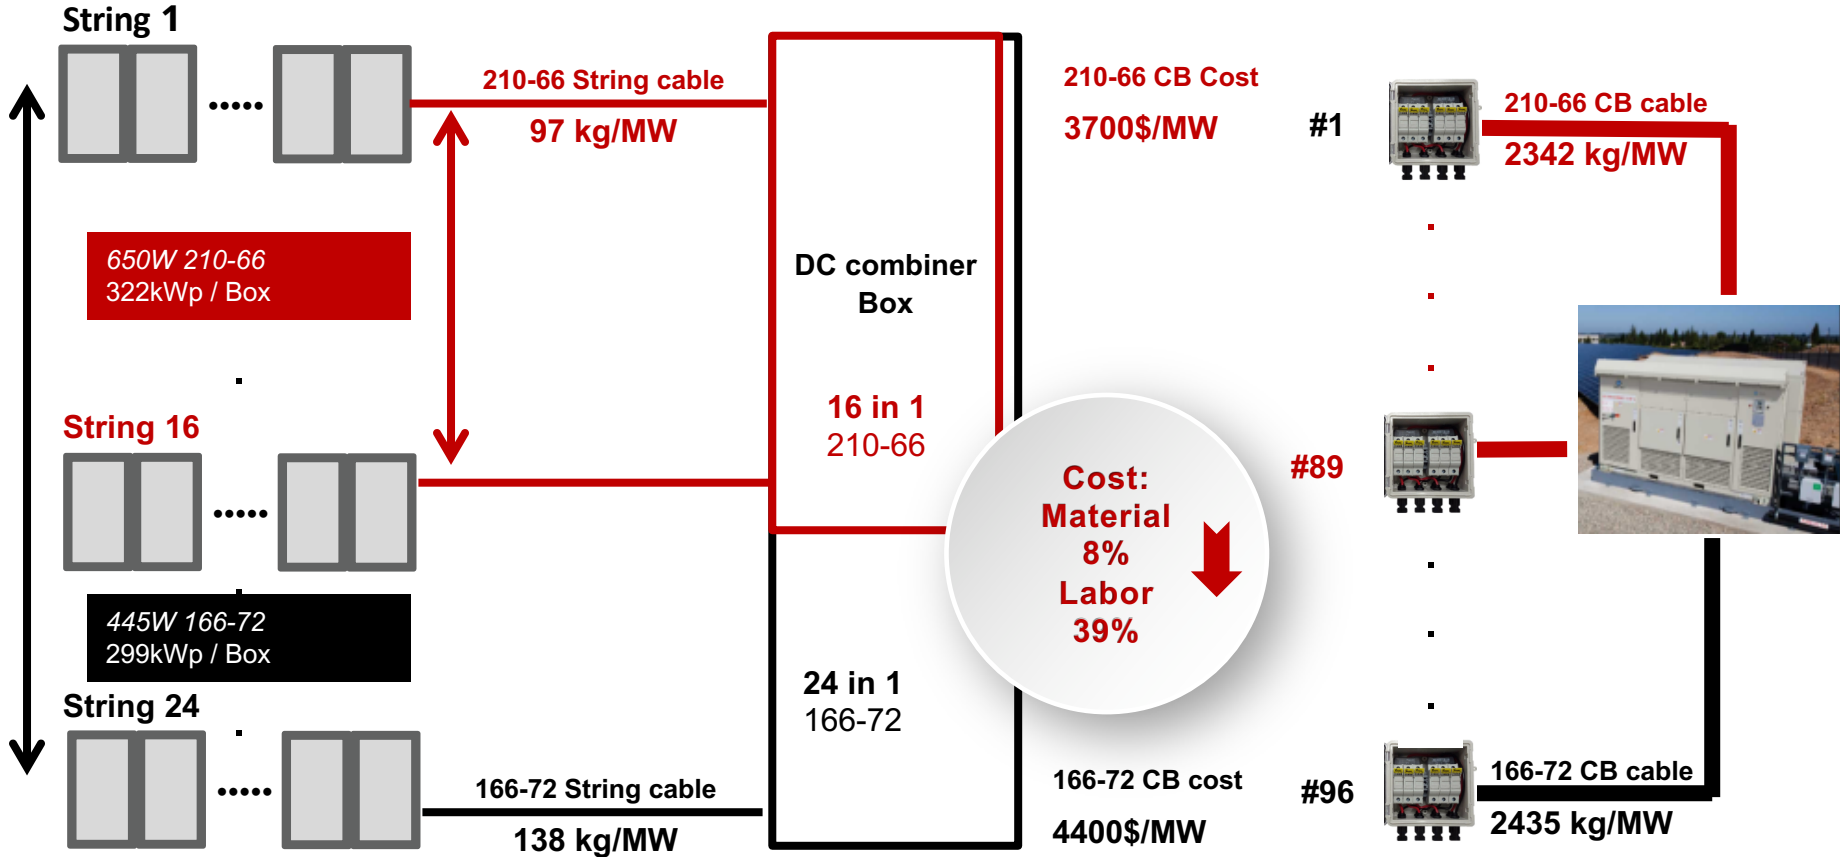 String 1
210-66 String cable
97 kg/MW
650W 210-66
322kWp / Box
String 16
445W 166-72
299kWp / Box
String 24
166-72 String cable
138 kg/MW
DC combiner
Box
16 in 1
210-66
24 in 1
166-72
210-66 CB Cost
3700$/MW
Cost:
Material
8%
Labor
39%
166-72 CB cost
4400$/MW
#1
210-66 CB cable
2342 kg/MW
#89
#96
166-72 CB cable
2435 kg/MW